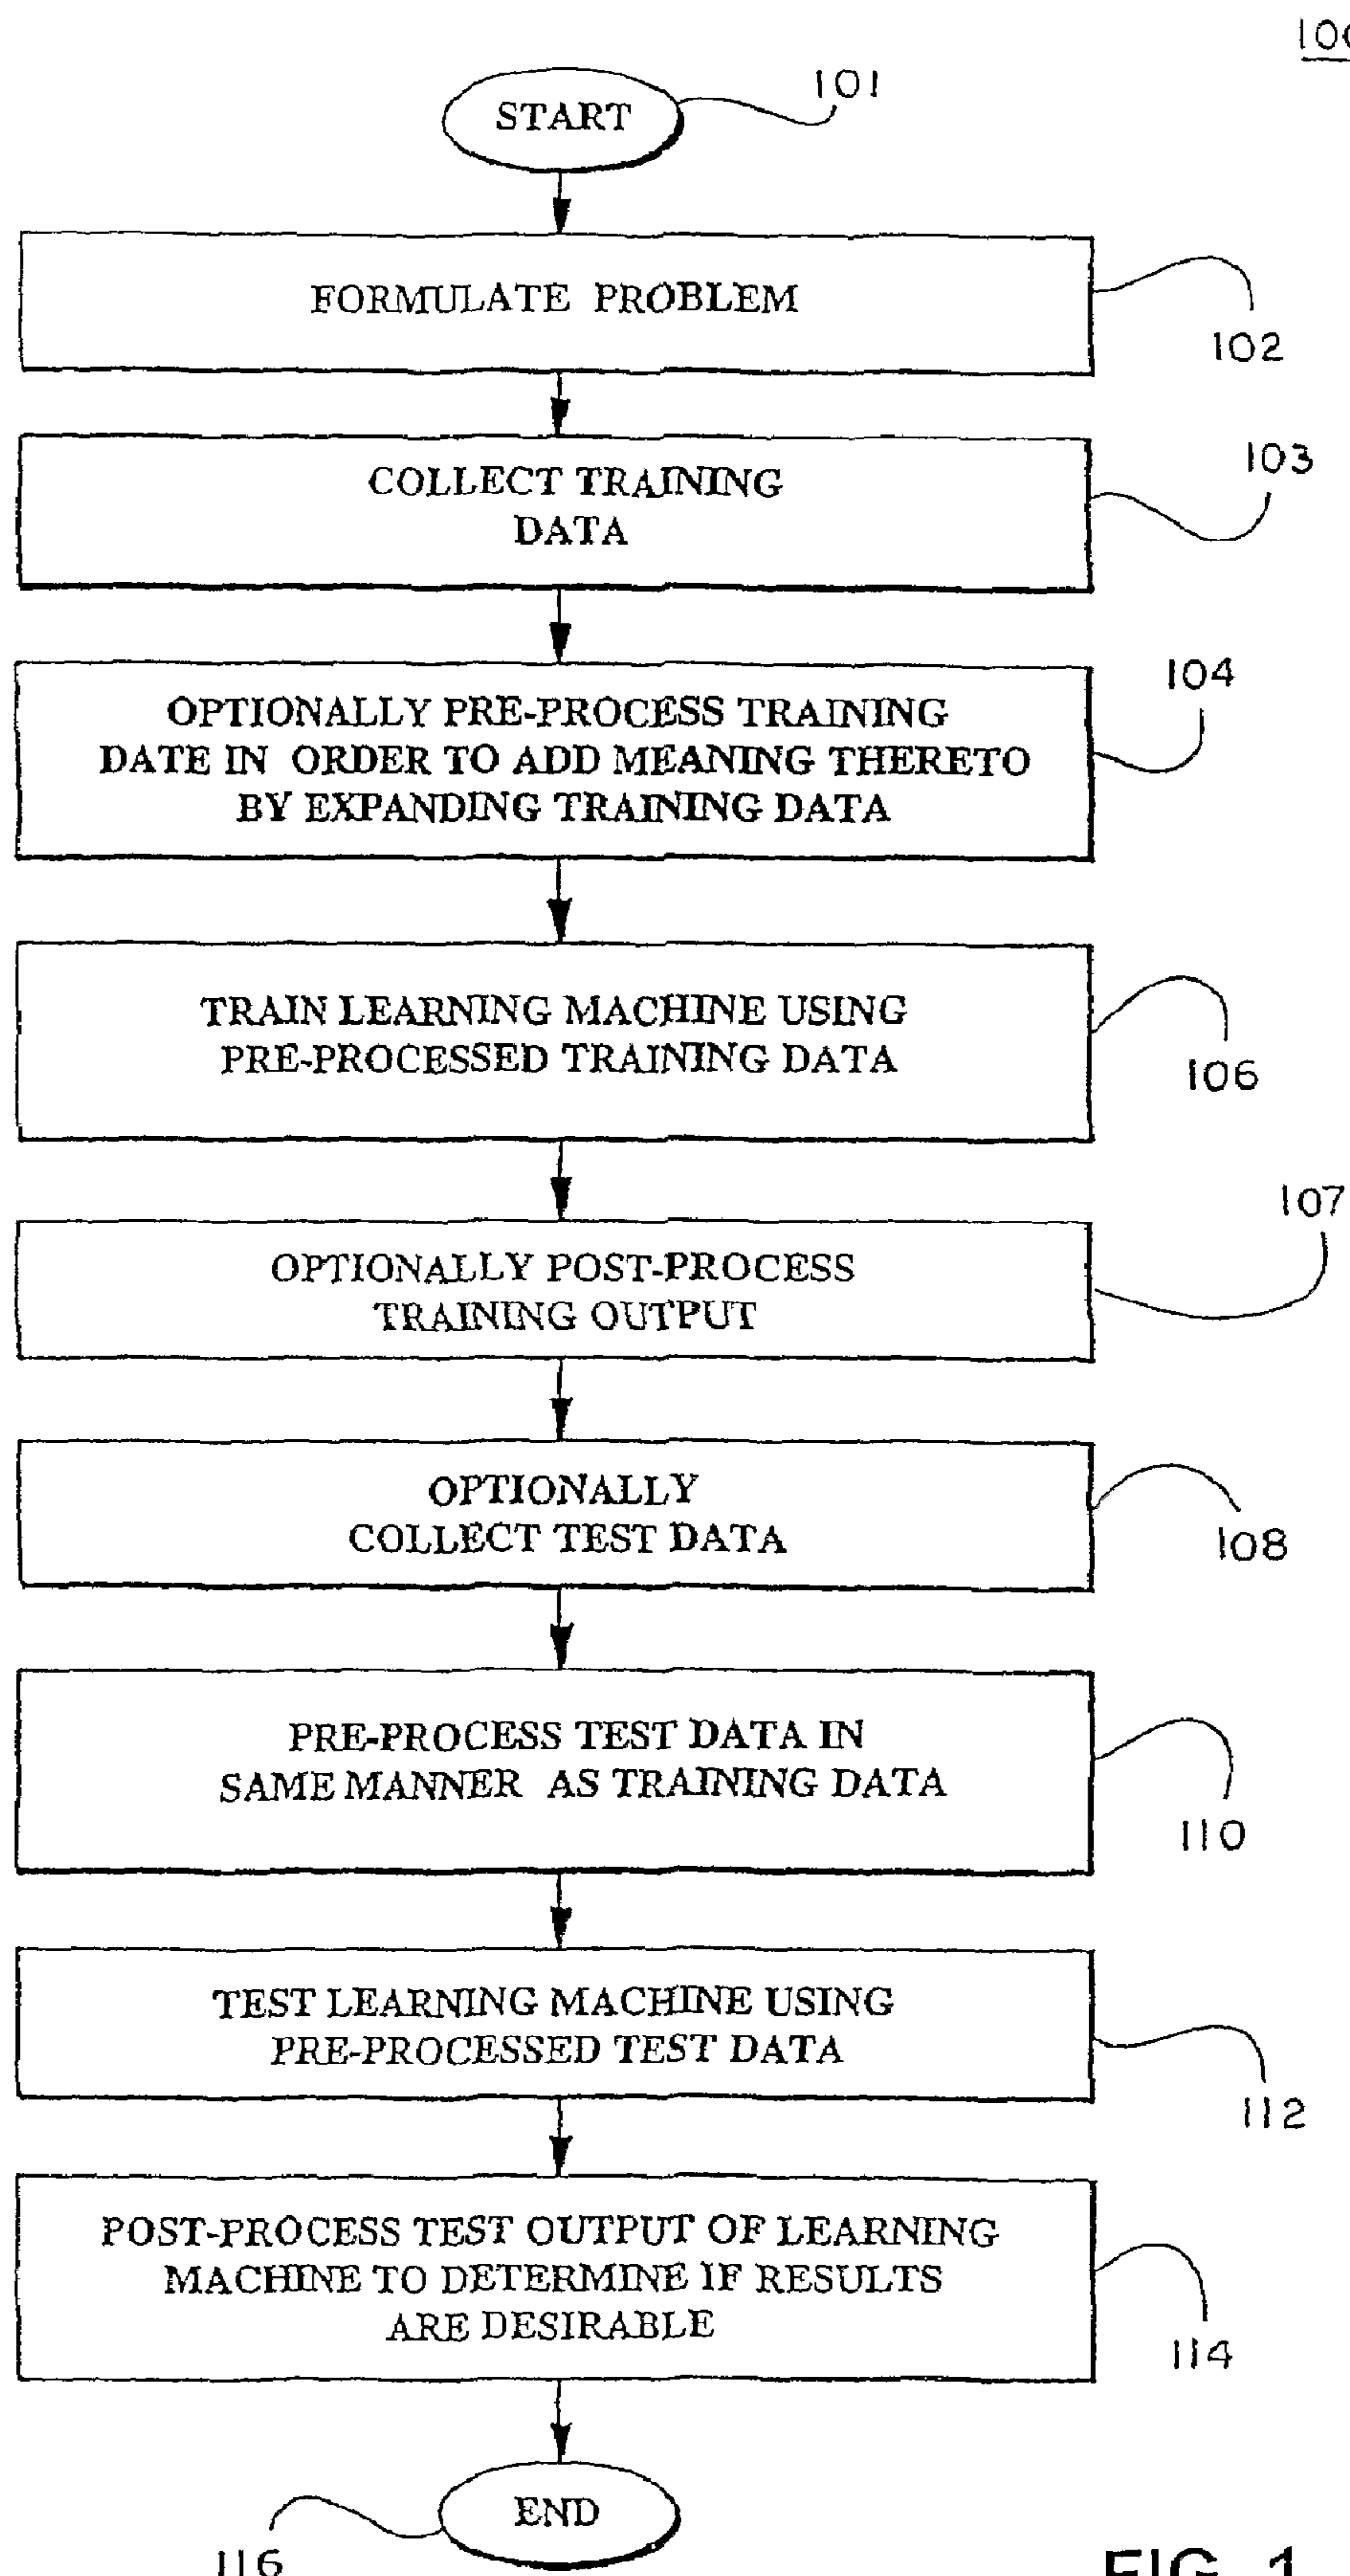 100
START
101
FORMULATE PROBLEM
102
COLLECT TRAINING
DATA
103
OPTIONALLY PRE-PROCESS TRAINING
DATE IN ORDER TO ADD MEANING THERETO
BY EXPANDING TRAINING DATA
104
TRAIN LEARNING MACHINE USING
PRE-PROCESSED TRAINING DATA
106
OPTIONALLY POST-PROCESS
TRAINING OUTPUT
107
OPTIONALLY
COLLECT TEST DATA
108
PRE-PROCESS TEST DATA IN
SAME MANNER AS TRAINING DATA
110
TEST LEARNING MACHINE USING
PRE-PROCESSED TEST DATA
112
POST-PROCESS TEST OUTPUT OF LEARNING
MACHINE TO DETERMINE IF RESULTS
ARE DESIRABLE
114
END
116
FIG. 1